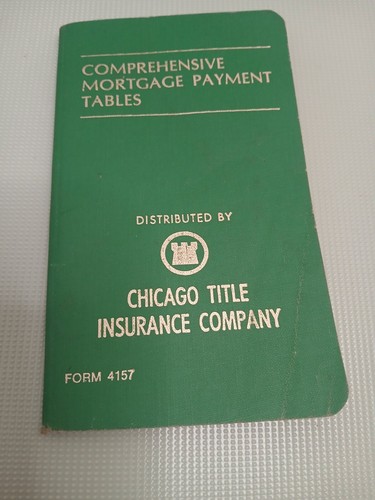 COMPREHENSIVE
MORTGAGE PAYMENT
TABLES
DISTRIBUTED BY
CHICAGO TITLE
INSURANCE COMPANY
FORM 4157